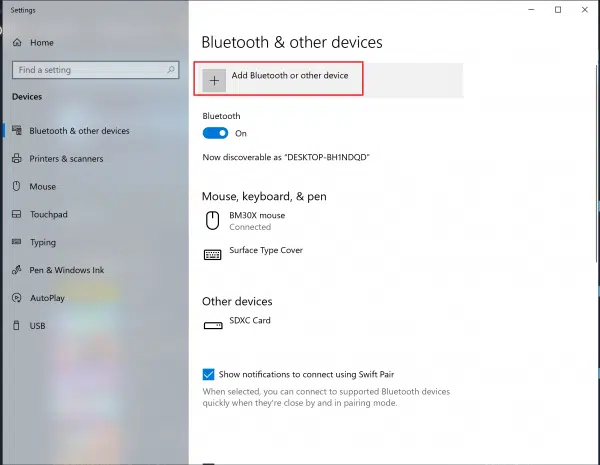 Settings
Home
Find a setting
Devices
Bluetooth & other devices
Printers & scanners
Mouse
Touchpad
Typing
Pen & Windows Ink
AutoPlay
USB
Bluetooth & other devices
Add Bluetooth or other device
Bluetooth
On
Now discoverable as "DESKTOP-BH1NDQD"
Mouse, keyboard, & pen
BM30X mouse
Connected
Surface Type Cover
Other devices
SDXC Card
Show notifications to connect using Swift Pair
When selected, you can connect to supported Bluetooth devices
quickly when they're close by and in pairing mode.